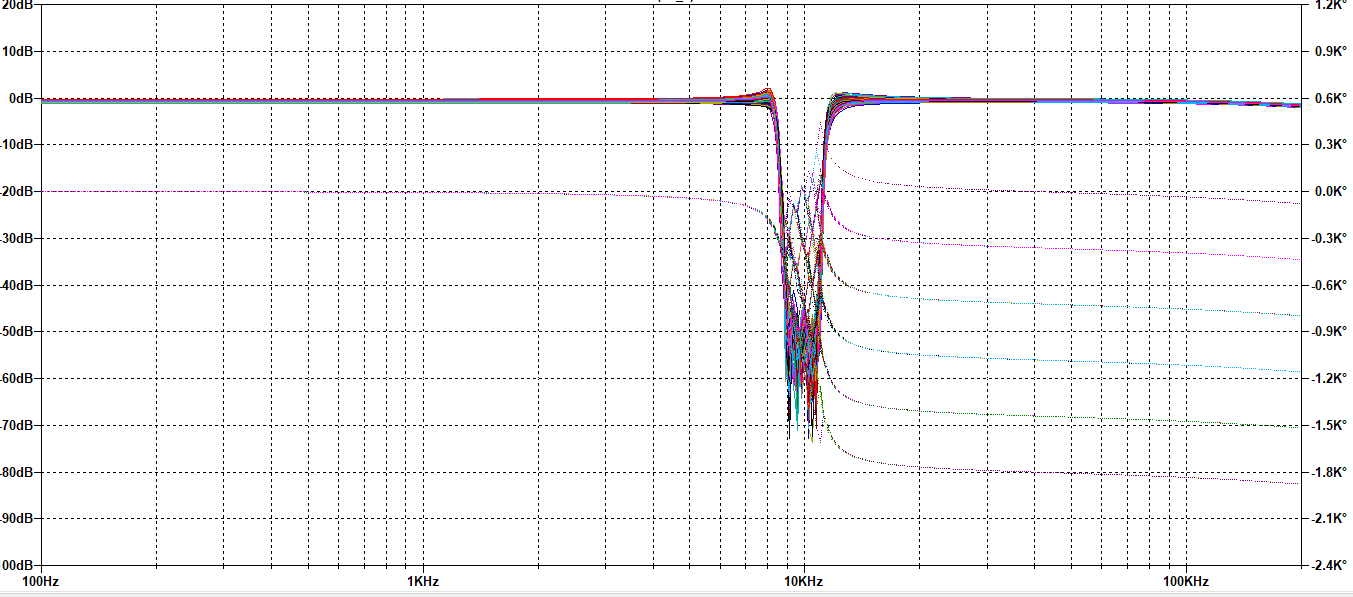 20dB 1.2K°
10dB 0.9K°
0dB 0.6K°
10dB 0.3K°
20dB 0.0K°
30dB -0.3K°
40dB -0.6K°
50dB -0.9K°
60dB -1.2K°
70dB -1.5K°
80dB -1.8K°
90dB -2.1K°
00dB -2.4K°
100Hz 1KHz 10KHz 100KHz